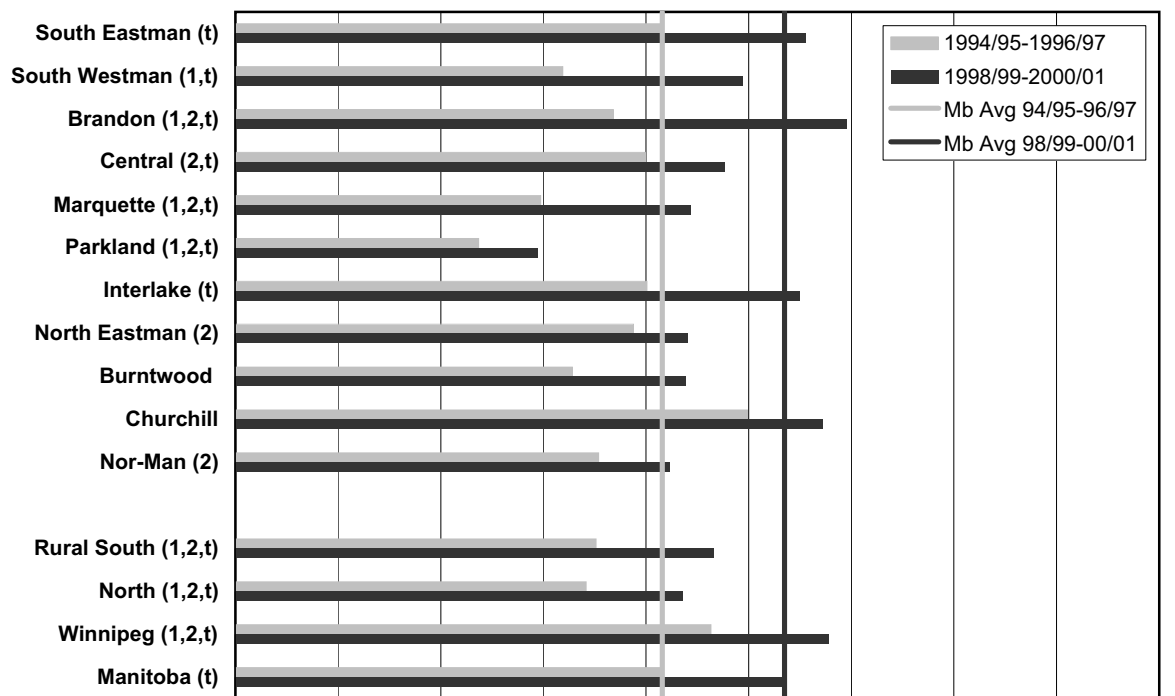 South Eastman (t)
South Westman (1,t)
Brandon (1,2,t)
Central (2,t)
Marquette (1,2,t)
Parkland (1,2,t)
Interlake (t)
North Eastman (2)
Burntwood
Churchill
Nor-Man (2)
Rural South (1,2,t)
North (1,2,t)
Winnipeg (1,2,t)
Manitoba (t)
1994/95-1996/97
1998/99-2000/01
Mb Avg 94/95-96/97
Mb Avg 98/99-00/01